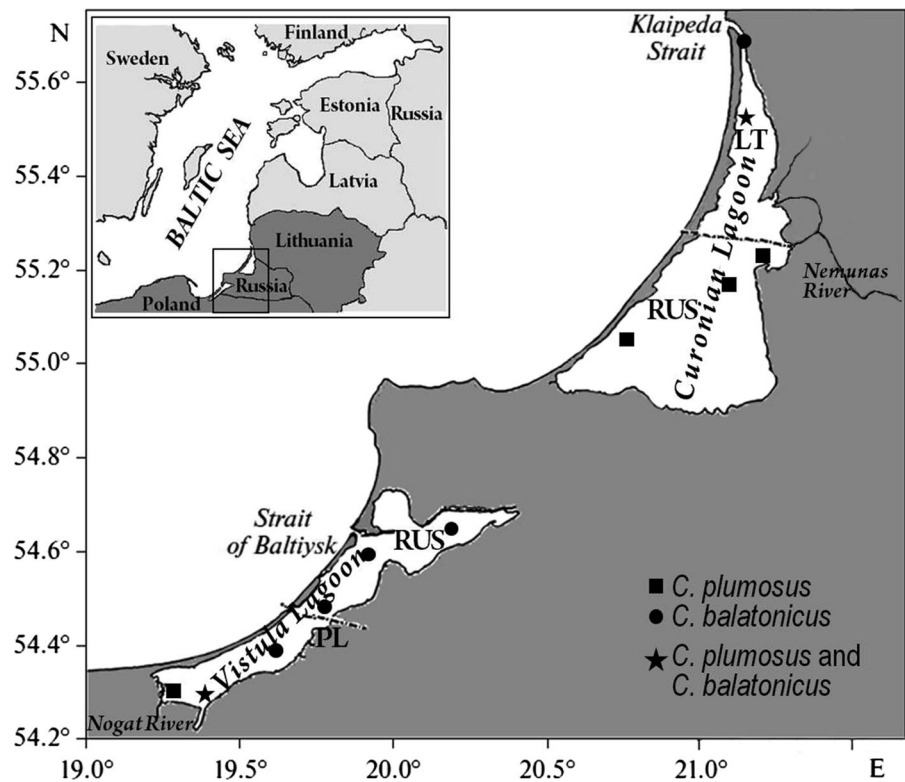 N
55.6°
55.4°
55.2°
55.0°
54.8°
54.6°
54.4°
54.2°
19.0°
19.5°
20.0°
20.5°
21.0°
E
Sweden
Finland
Estonia
Russia
BALTIC SEA
Latvia
Lithuania
Russia
Poland
Klaipeda
Strait
LT
Curonian Lagoon
RUS
Nemunas
River
Strait
of Baltiysk
RUS
Vistula Lagoon
PL
Nogat River
C. plumosus
C. balatonicus
C. plumosus and
C. balatonicus